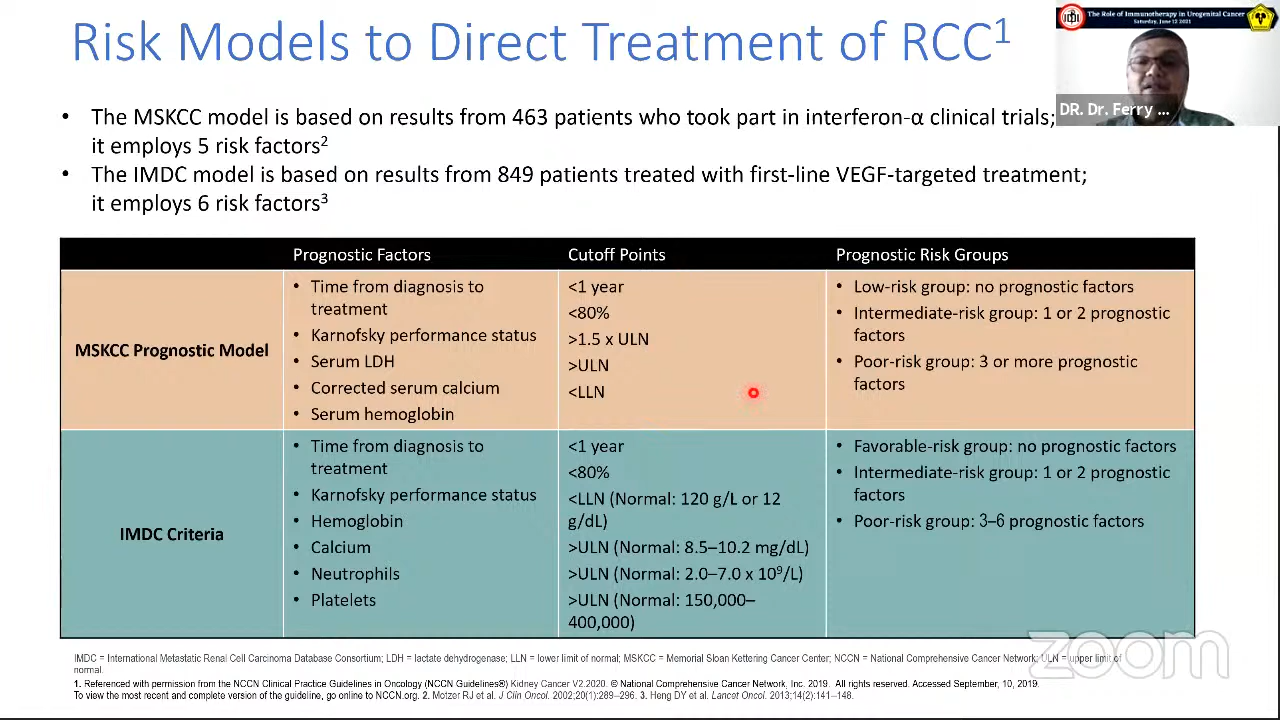 Risk Models to Direct Treatment of RCC¹
The Role of Immunotherapy in Urogenital Cancer
Saturday, June 12 2021
DR. Dr. Ferry ...
• The MSKCC model is based on results from 463 patients who took part in interferon-α clinical trials;
it employs 5 risk factors²
• The IMDC model is based on results from 849 patients treated with first-line VEGF-targeted treatment;
it employs 6 risk factors³
Prognostic Factors Cutoff Points Prognostic Risk Groups
MSKCC Prognostic Model
• Time from diagnosis to
treatment
• Karnofsky performance status
• Serum LDH
• Corrected serum calcium
• Serum hemoglobin
<1 year
<80%
>1.5 x ULN
>ULN
<LLN
• Low-risk group: no prognostic factors
• Intermediate-risk group: 1 or 2 prognostic
factors
• Poor-risk group: 3 or more prognostic
factors
IMDC Criteria
• Time from diagnosis to
treatment
• Karnofsky performance status
• Hemoglobin
• Calcium
• Neutrophils
• Platelets
<1 year
<80%
<LLN (Normal: 120 g/L or 12
g/dL)
>ULN (Normal: 8.5–10.2 mg/dL)
>ULN (Normal: 2.0–7.0 x 10⁹/L)
>ULN (Normal: 150,000–
400,000)
• Favorable-risk group: no prognostic factors
• Intermediate-risk group: 1 or 2 prognostic
factors
• Poor-risk group: 3–6 prognostic factors
zoom
IMDC = International Metastatic Renal Cell Carcinoma Database Consortium; LDH = lactate dehydrogenase; LLN = lower limit of normal; MSKCC = Memorial Sloan Kettering Cancer Center; NCCN = National Comprehensive Cancer Network; ULN = upper limit of
normal.
1. Referenced with permission from the NCCN Clinical Practice Guidelines in Oncology (NCCN Guidelines®) Kidney Cancer V2.2020. © National Comprehensive Cancer Network, Inc. 2019. All rights reserved. Accessed September, 10, 2019.
To view the most recent and complete version of the guideline, go online to NCCN.org. 2. Motzer RJ et al. J Clin Oncol. 2002;20(1):289–296. 3. Heng DY et al. Lancet Oncol. 2013;14(2):141–148.